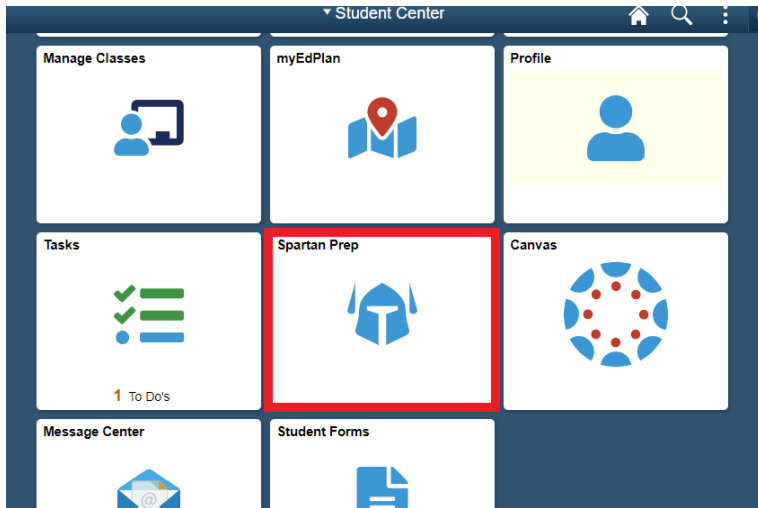 Student Center
Manage Classes
myEdPlan
Profile
Tasks
Spartan Prep
Canvas
1 To Do's
Message Center
Student Forms
@